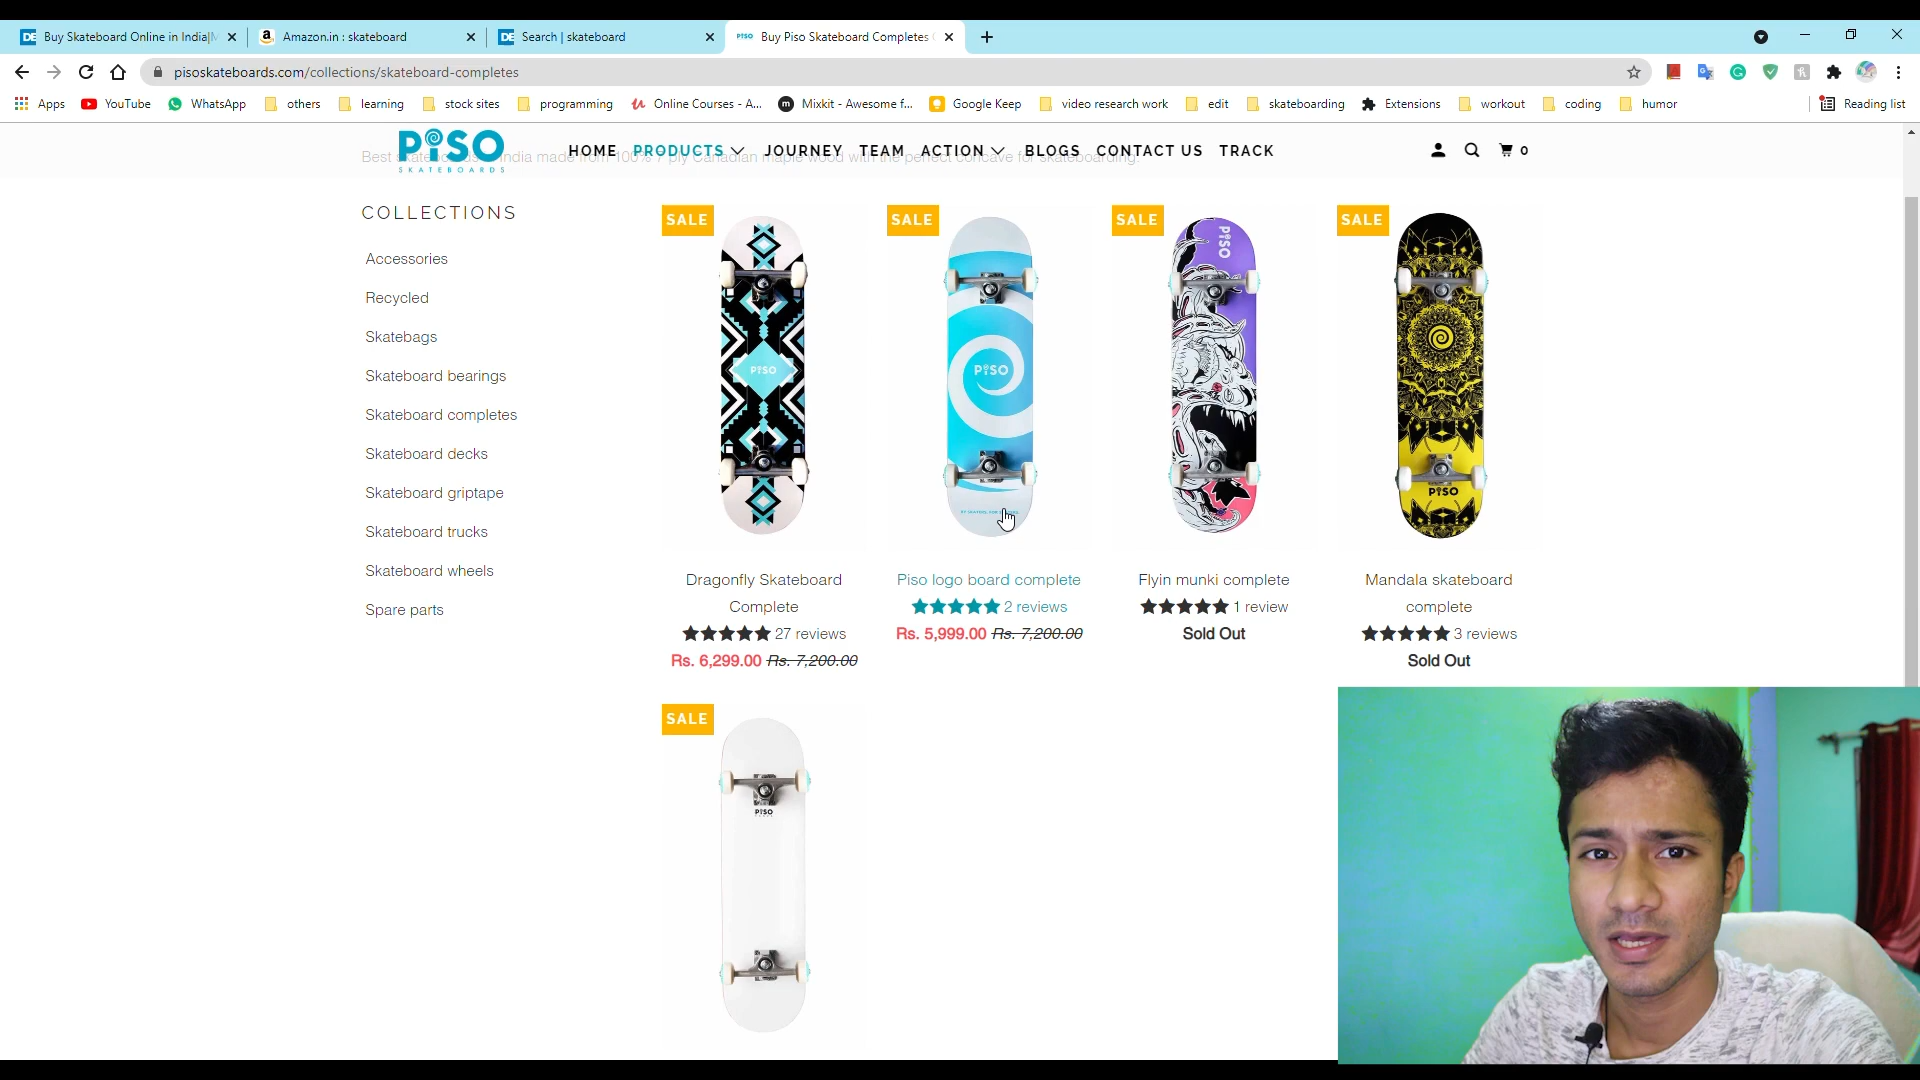 Buy Skateboard Online in India|M
Amazon.in : skateboard
Search | skateboard
PISO Buy Piso Skateboard Completes
pisoskateboards.com/collections/skateboard-completes
Apps YouTube WhatsApp others learning stock sites programming Online Courses - A... Mixkit - Awesome f... Google Keep video research work edit skateboarding Extensions workout coding humor Reading list
PISO
SKATEBOARDS
HOME PRODUCTS JOURNEY TEAM ACTION BLOGS CONTACT US TRACK 0
Best skateboards in India made from 100% 7 ply Canadian maple wood with the perfect concave for skateboarding.
COLLECTIONS
Accessories
Recycled
Skatebags
Skateboard bearings
Skateboard completes
Skateboard decks
Skateboard griptape
Skateboard trucks
Skateboard wheels
Spare parts
SALE
PISO
Dragonfly Skateboard
Complete
27 reviews
Rs. 6,299.00 Rs. 7,200.00
SALE
PISO
Piso logo board complete
2 reviews
Rs. 5,999.00 Rs. 7,200.00
SALE
PISO
Flyin munki complete
1 review
Sold Out
SALE
PISO
Mandala skateboard
complete
3 reviews
Sold Out
SALE
PISO